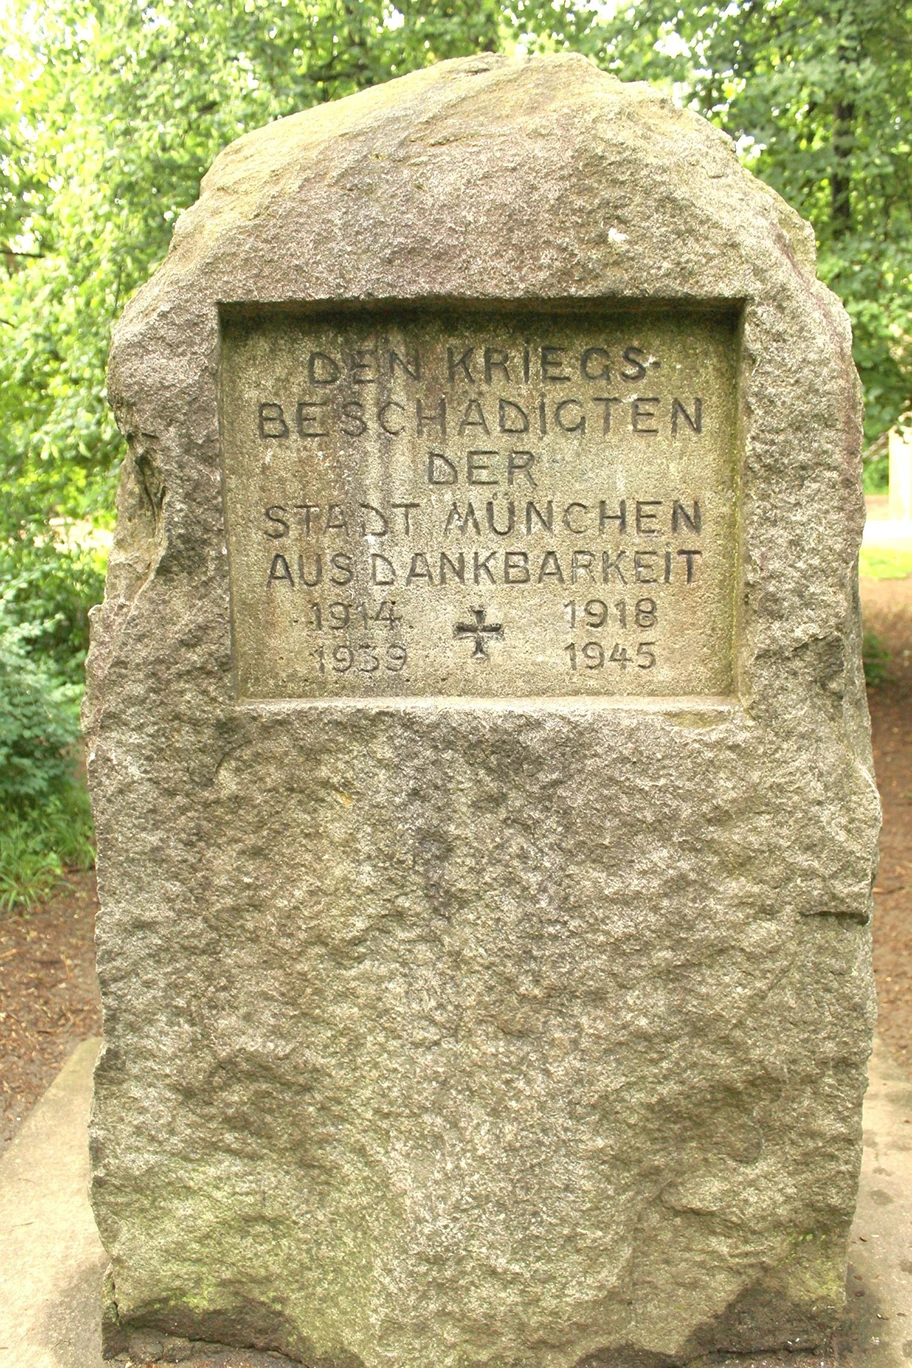 DEN KRIEGS-
BESCHÄDIGTEN
DER
STADT MÜNCHEN
AUS DANKBARKEIT
1914 1918
1939 1945